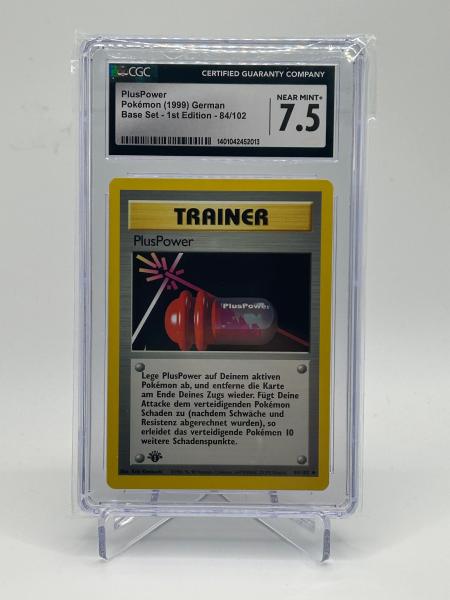 CGC
CERTIFIED GUARANTY COMPANY
PlusPower
Pokémon (1999) German
Base Set - 1st Edition - 84/102
1401042452013
NEAR MINT+
7.5
TRAINER
PlusPower
PlusPower
Lege PlusPower auf Deinem aktiven
Pokémon ab, und entferne die Karte
am Ende Deines Zugs wieder. Fügt Deine
Attacke dem verteidigenden Pokémon
Schaden zu (nachdem Schwäche und
Resistenz abgerechnet wurden), so
erleidet das verteidigende Pokémon 10
weitere Schadenspunkte.